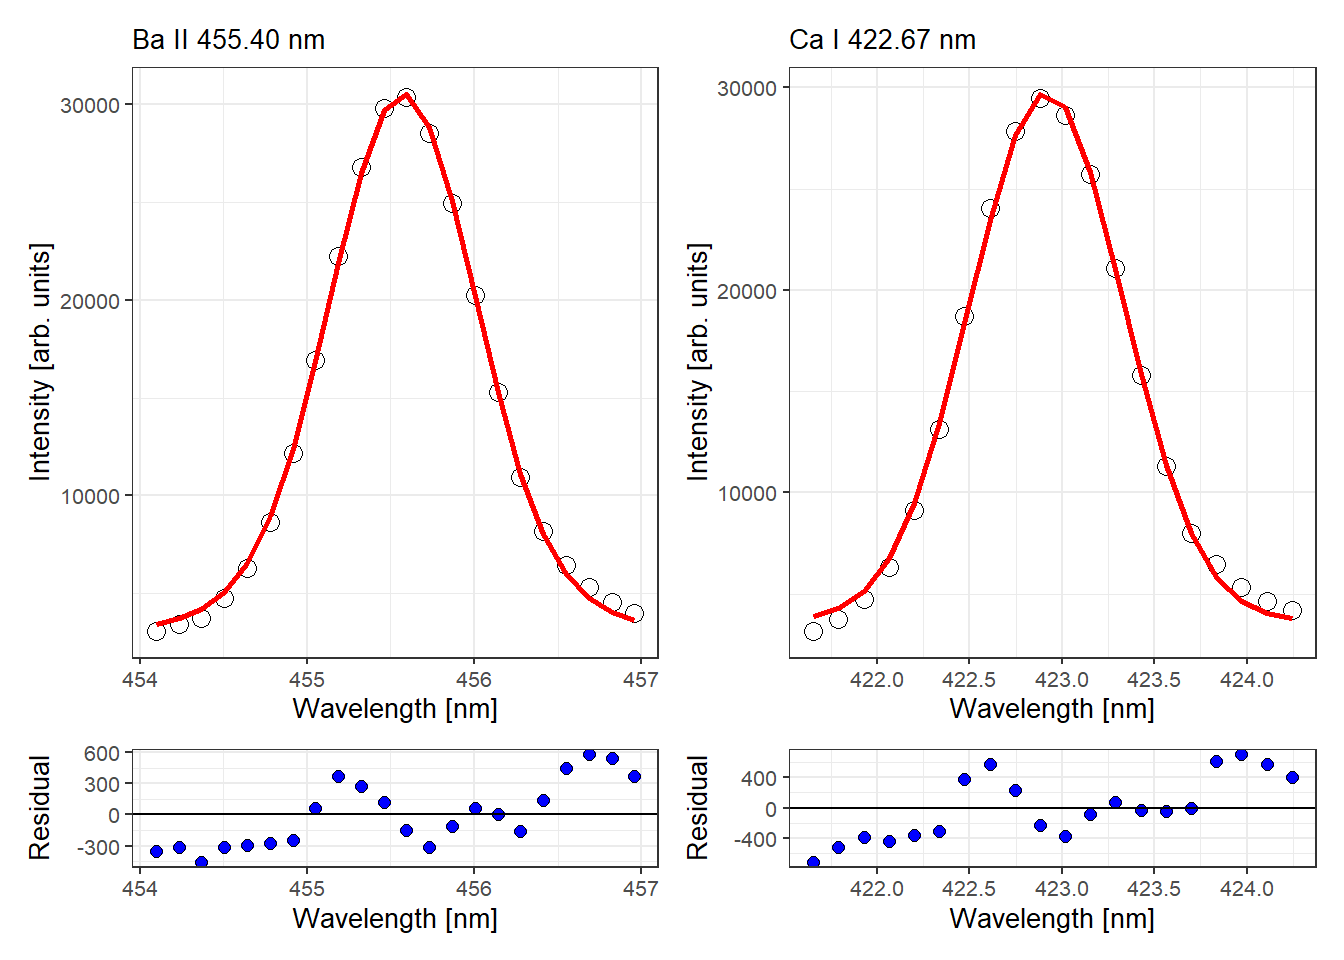 Ba II 455.40 nm
Intensity [arb. units]
30000
20000
10000
454 455 456 457
Wavelength [nm]
Residual
600
300
0
-300
454 455 456 457
Wavelength [nm]
Ca I 422.67 nm
Intensity [arb. units]
30000
20000
10000
422.0 422.5 423.0 423.5 424.0
Wavelength [nm]
Residual
400
0
-400
422.0 422.5 423.0 423.5 424.0
Wavelength [nm]